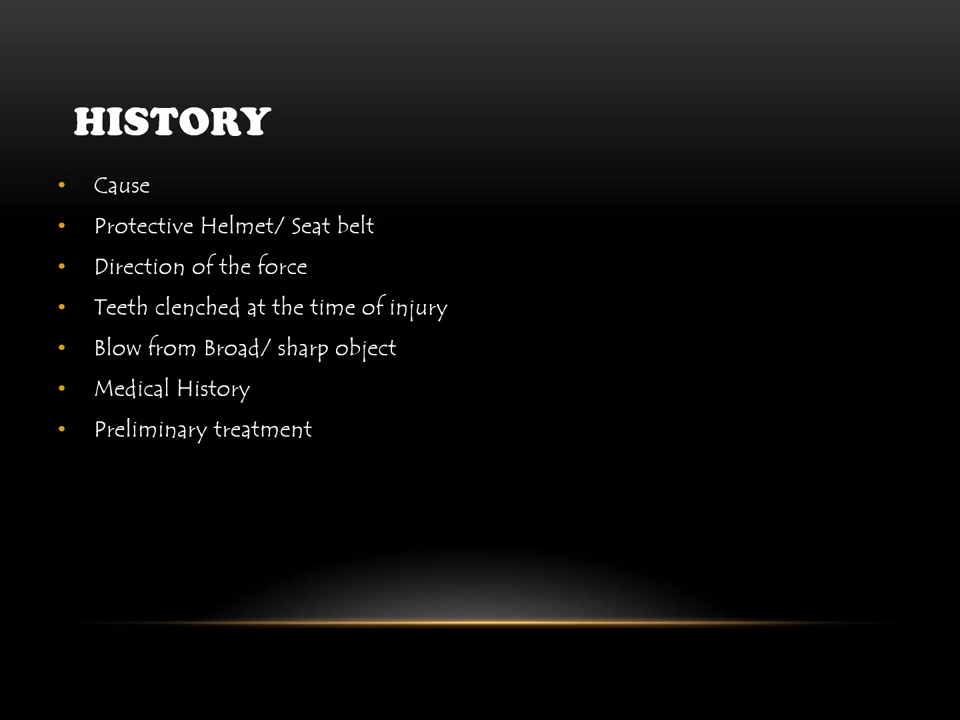 HISTORY
• Cause
• Protective Helmet/ Seat belt
• Direction of the force
• Teeth clenched at the time of injury
• Blow from Broad/ sharp object
• Medical History
• Preliminary treatment